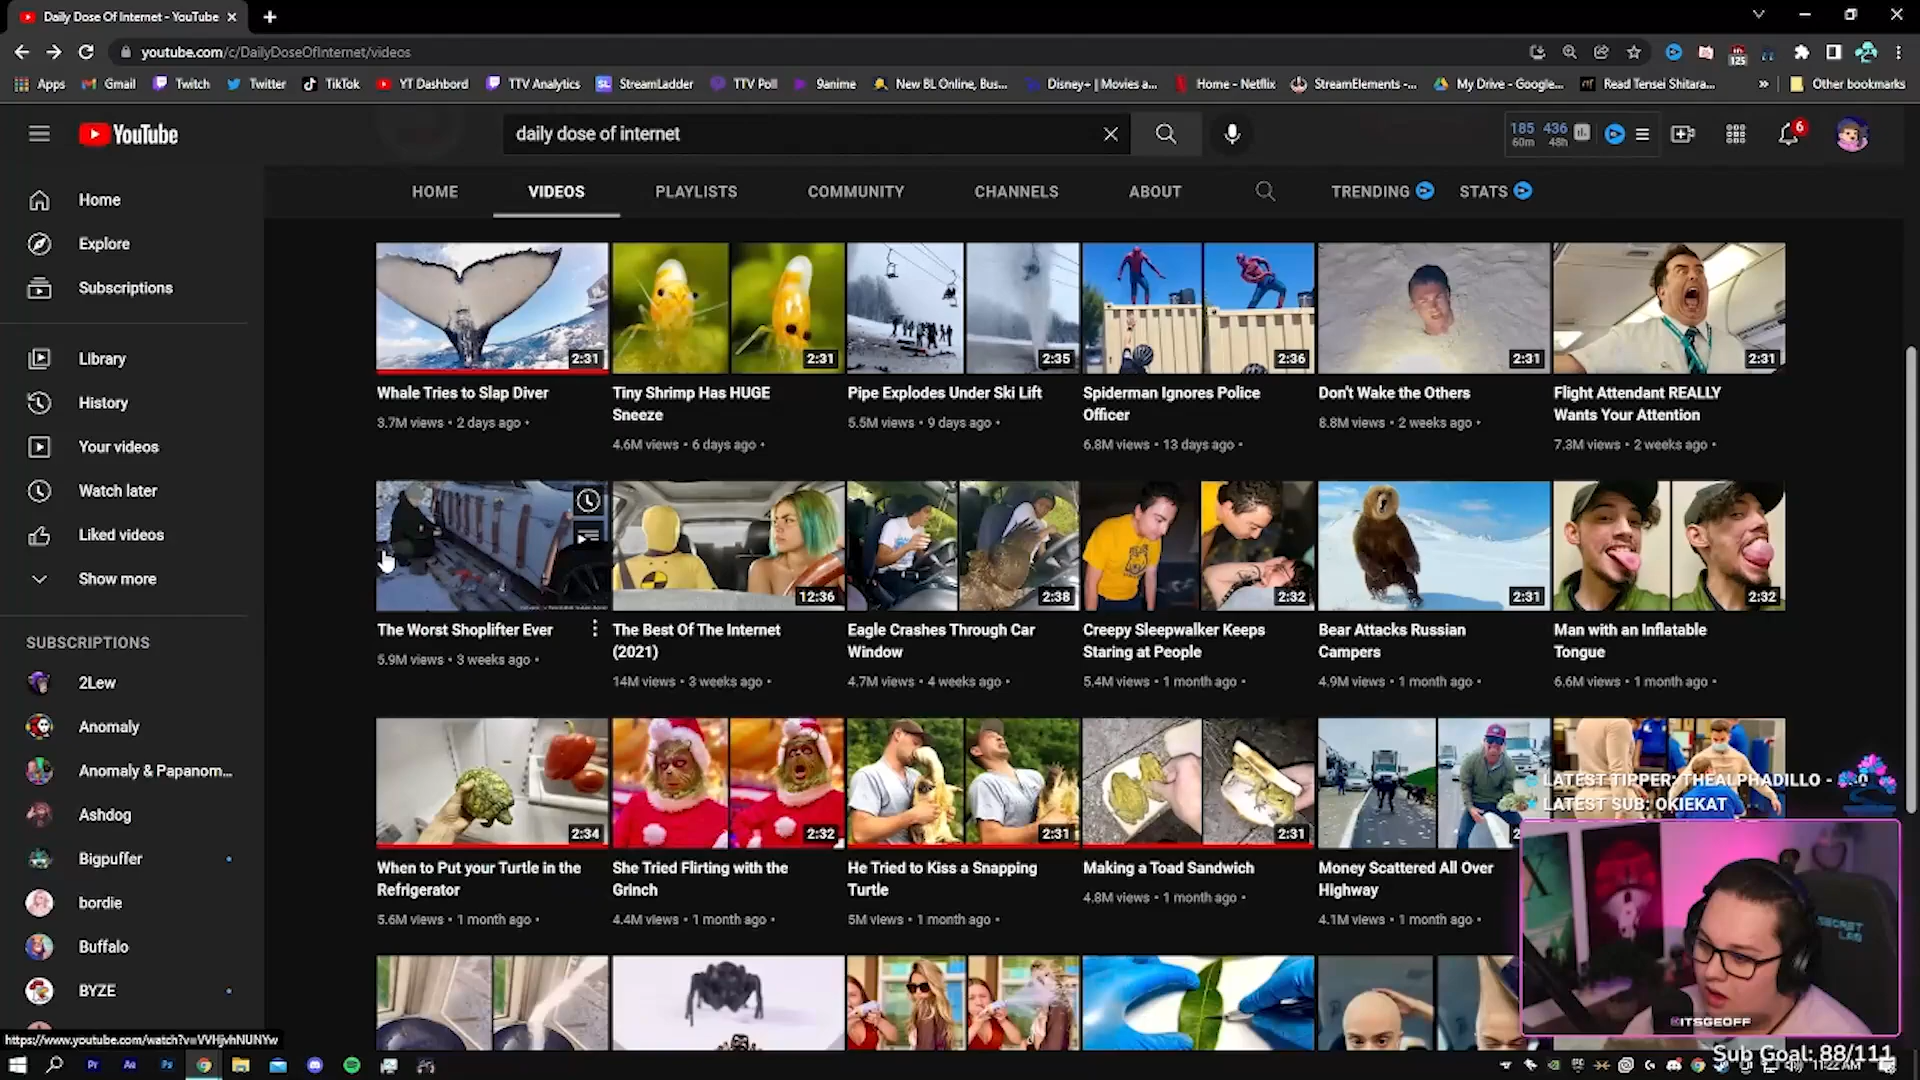 Daily Dose Of Internet - YouTube
youtube.com/c/DailyDoseOfInternet/videos
125
Apps
Gmail
Twitch
Twitter
TikTok
YT Dashbord
TTV Analytics
StreamLadder
TTV Poll
9anime
New BL Online, Bus...
Disney+ | Movies a...
Home - Netflix
StreamElements -...
My Drive - Google...
Read Tensei Shitara...
Other bookmarks
YouTube
daily dose of internet
185 436
60m 48h
6
HOME
VIDEOS
PLAYLISTS
COMMUNITY
CHANNELS
ABOUT
TRENDING
STATS
Home
Explore
Subscriptions
Library
History
Your videos
Watch later
Liked videos
Show more
SUBSCRIPTIONS
2Lew
Anomaly
Anomaly & Papanom...
Ashdog
Bigpuffer
bordie
Buffalo
BYZE
2:31
Whale Tries to Slap Diver
3.7M views • 2 days ago •
2:31
Tiny Shrimp Has HUGE
Sneeze
4.6M views • 6 days ago •
2:35
Pipe Explodes Under Ski Lift
5.5M views • 9 days ago •
2:36
Spiderman Ignores Police
Officer
6.8M views • 13 days ago •
2:31
Don't Wake the Others
8.8M views • 2 weeks ago •
2:31
Flight Attendant REALLY
Wants Your Attention
7.3M views • 2 weeks ago •
The Worst Shoplifter Ever
5.9M views • 3 weeks ago •
12:36
The Best Of The Internet
(2021)
14M views • 3 weeks ago •
2:38
Eagle Crashes Through Car
Window
4.7M views • 4 weeks ago •
2:32
Creepy Sleepwalker Keeps
Staring at People
5.4M views • 1 month ago •
2:31
Bear Attacks Russian
Campers
4.9M views • 1 month ago •
2:32
Man with an Inflatable
Tongue
6.6M views • 1 month ago •
2:34
When to Put your Turtle in the
Refrigerator
5.6M views • 1 month ago •
2:32
She Tried Flirting with the
Grinch
4.4M views • 1 month ago •
2:31
He Tried to Kiss a Snapping
Turtle
5M views • 1 month ago •
2:31
Making a Toad Sandwich
4.8M views • 1 month ago •
Money Scattered All Over
Highway
4.1M views • 1 month ago •
LATEST TIPPER: THEALPHADILLO -
LATEST SUB: OKIEKAT
SECRET
LAB
@ITSGEOFF
https://www.youtube.com/watch?v=VVHjvhNUNYw
Pr
Ae
Ps
Sub Goal: 88/111
11:22 AM